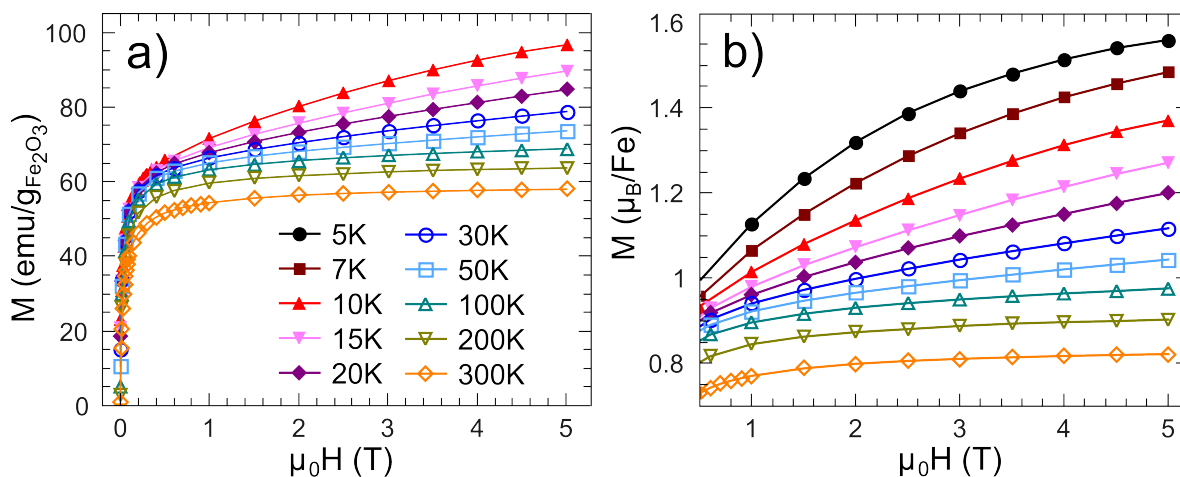 a)
M (emu/gFe2O3)
100
80
60
40
20
0
0 1 2 3 4 5
μ0H (T)
5K
7K
10K
15K
20K
30K
50K
100K
200K
300K
b)
M (μB/Fe)
1.6
1.4
1.2
1
0.8
1 2 3 4 5
μ0H (T)